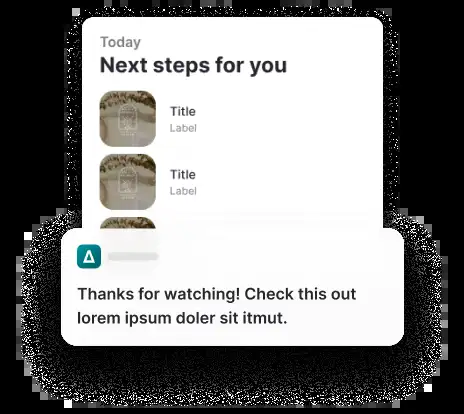 Today
Next steps for you
Title
Label
Title
Label
Thanks for watching! Check this out
lorem ipsum doler sit itmut.